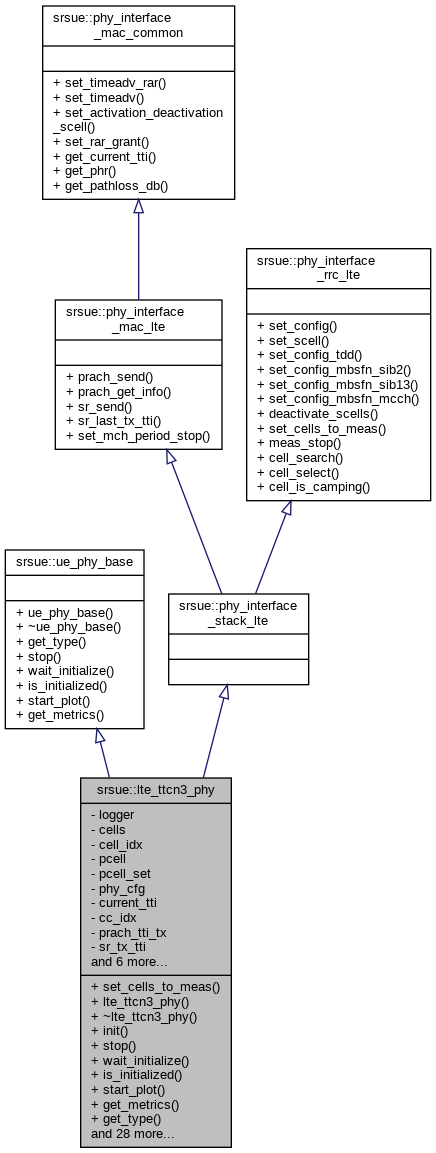 srsue::phy_interface
_mac_common
+ set_timeadv_rar()
+ set_timeadv()
+ set_activation_deactivation
_scell()
+ set_rar_grant()
+ get_current_tti()
+ get_phr()
+ get_pathloss_db()
srsue::phy_interface
_rrc_lte
+ set_config()
+ set_scell()
+ set_config_tdd()
+ set_config_mbsfn_sib2()
+ set_config_mbsfn_sib13()
+ set_config_mbsfn_mcch()
+ deactivate_scells()
+ set_cells_to_meas()
+ meas_stop()
+ cell_search()
+ cell_select()
+ cell_is_camping()
srsue::phy_interface
_mac_lte
+ prach_send()
+ prach_get_info()
+ sr_send()
+ sr_last_tx_tti()
+ set_mch_period_stop()
srsue::ue_phy_base
+ ue_phy_base()
+ ~ue_phy_base()
+ get_type()
+ stop()
+ wait_initialize()
+ is_initialized()
+ start_plot()
+ get_metrics()
srsue::phy_interface
_stack_lte
srsue::lte_ttcn3_phy
- logger
- cells
- cell_idx
- pcell
- pcell_set
- phy_cfg
- current_tti
- cc_idx
- prach_tti_tx
- sr_tx_tti
and 6 more...
+ set_cells_to_meas()
+ lte_ttcn3_phy()
+ ~lte_ttcn3_phy()
+ init()
+ stop()
+ wait_initialize()
+ is_initialized()
+ start_plot()
+ get_metrics()
+ get_type()
and 28 more...